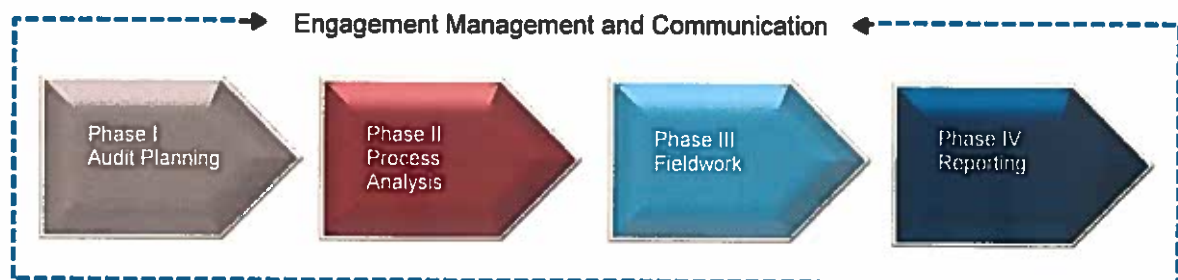 Engagement Management and Communication
Phase I
Audit Planning
Phase II
Process
Analysis
Phase III
Fieldwork
Phase IV
Reporting